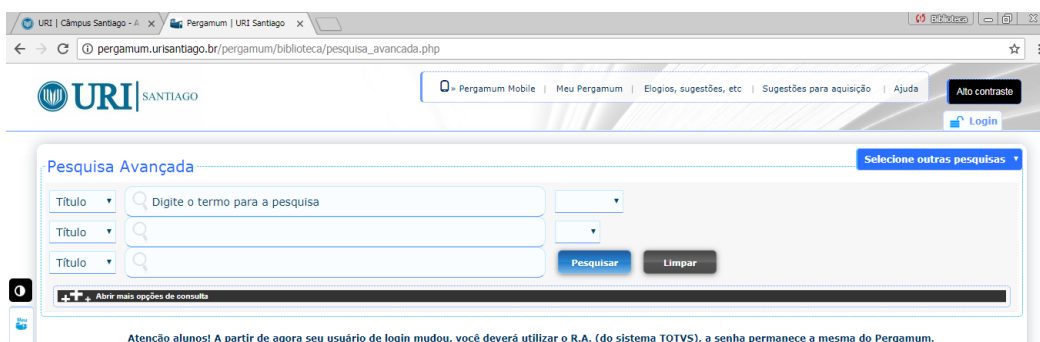 URI | Câmpus Santiago - A
Pergamum | URI Santiago
Biblioteca
pergamum.urisantiago.br/pergamum/biblioteca/pesquisa_avancada.php
URI SANTIAGO
» Pergamum Mobile | Meu Pergamum | Elogios, sugestões, etc | Sugestões para aquisição | Ajuda
Alto contraste
Login
Pesquisa Avançada
Selecione outras pesquisas
Título
Digite o termo para a pesquisa
Título
Título
Pesquisar
Limpar
Abrir mais opções de consulta
Meu
Atenção alunos! A partir de agora seu usuário de login mudou, você deverá utilizar o R.A. (do sistema TOTVS), a senha permanece a mesma do Pergamum.